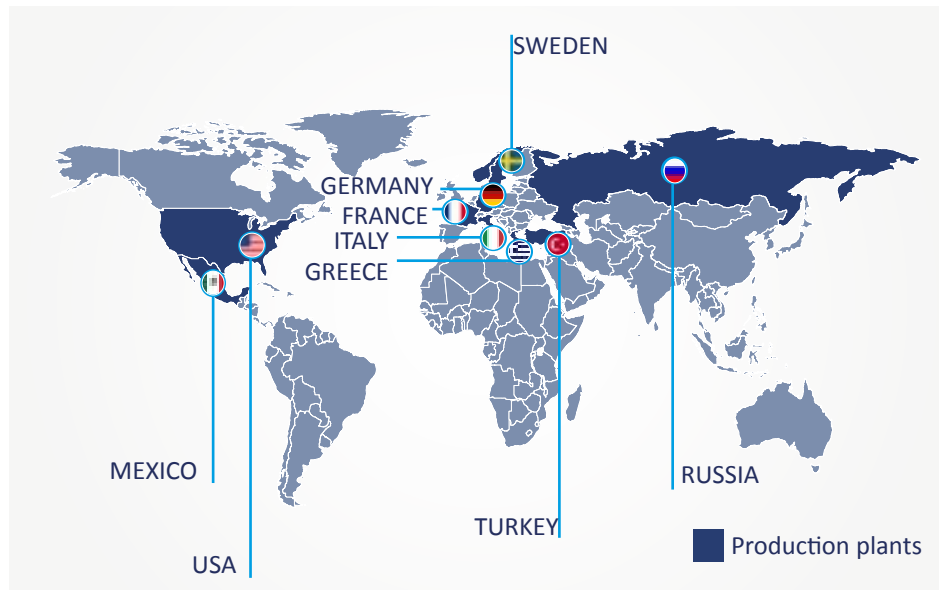 SWEDEN
GERMANY
FRANCE
ITALY
GREECE
MEXICO
RUSSIA
TURKEY
Production plants
USA